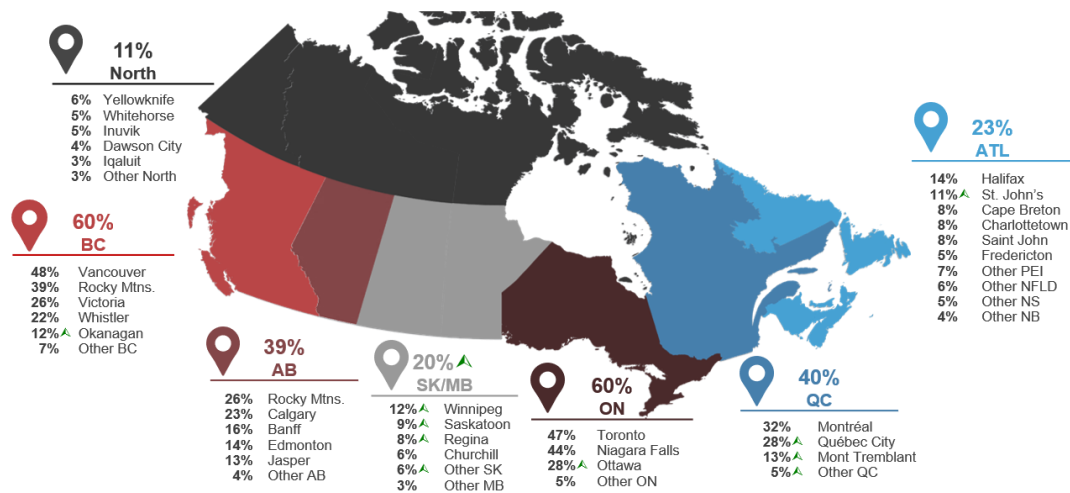 11%
North
6% Yellowknife
5% Whitehorse
5% Inuvik
4% Dawson City
3% Iqaluit
3% Other North
60%
BC
48% Vancouver
39% Rocky Mtns.
26% Victoria
22% Whistler
12% Okanagan
7% Other BC
39%
AB
26% Rocky Mtns.
23% Calgary
16% Banff
14% Edmonton
13% Jasper
4% Other AB
20%
SK/MB
12% Winnipeg
9% Saskatoon
8% Regina
6% Churchill
6% Other SK
3% Other MB
60%
ON
47% Toronto
44% Niagara Falls
28% Ottawa
5% Other ON
40%
QC
32% Montréal
28% Québec City
13% Mont Tremblant
5% Other QC
23%
ATL
14% Halifax
11% St. John's
8% Cape Breton
8% Charlottetown
8% Saint John
5% Fredericton
7% Other PEI
6% Other NFLD
5% Other NS
4% Other NB